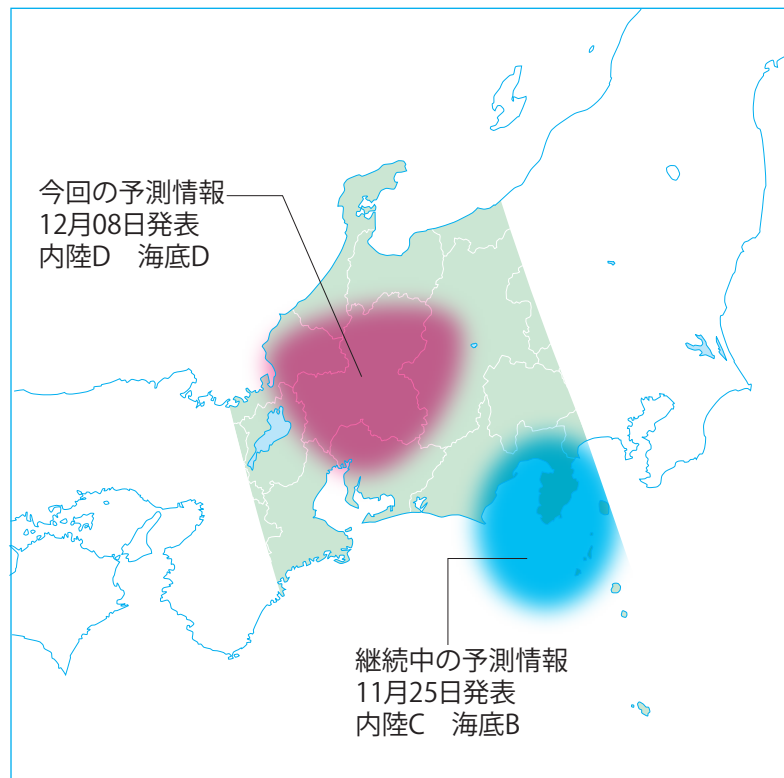 今回の予測情報
12月08日発表
内陸D　海底D
継続中の予測情報
11月25日発表
内陸C　海底B